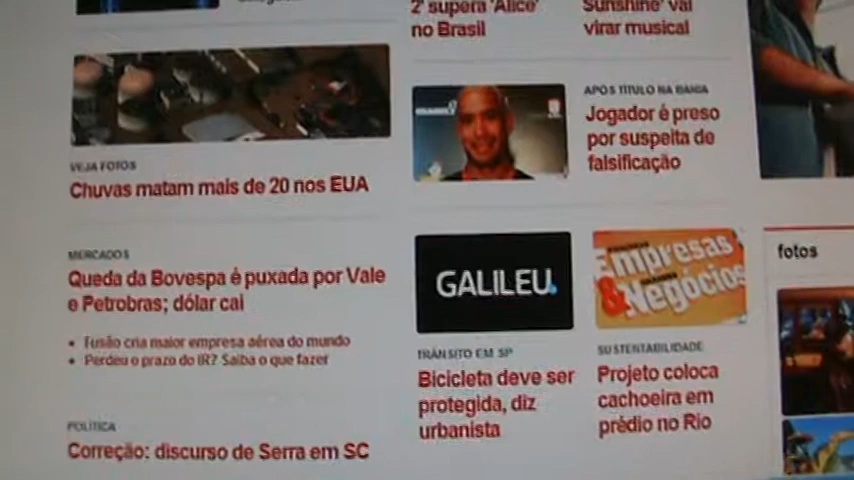 2' supera 'Alice'
no Brasil
Sunshine' vai
virar musical
VEJA FOTOS
Chuvas matam mais de 20 nos EUA
APÓS TÍTULO NA BAHIA
Jogador é preso
por suspeita de
falsificação
MERCADOS
Queda da Bovespa é puxada por Vale
e Petrobras; dólar cai
• Fusão cria maior empresa aérea do mundo
• Perdeu o prazo do IR? Saiba o que fazer
GALILEU.
TRÂNSITO EM SP
Bicicleta deve ser
protegida, diz
urbanista
Empresas
& Negócios
SUSTENTABILIDADE
Projeto coloca
cachoeira em
prédio no Rio
fotos
POLÍTICA
Correção: discurso de Serra em SC